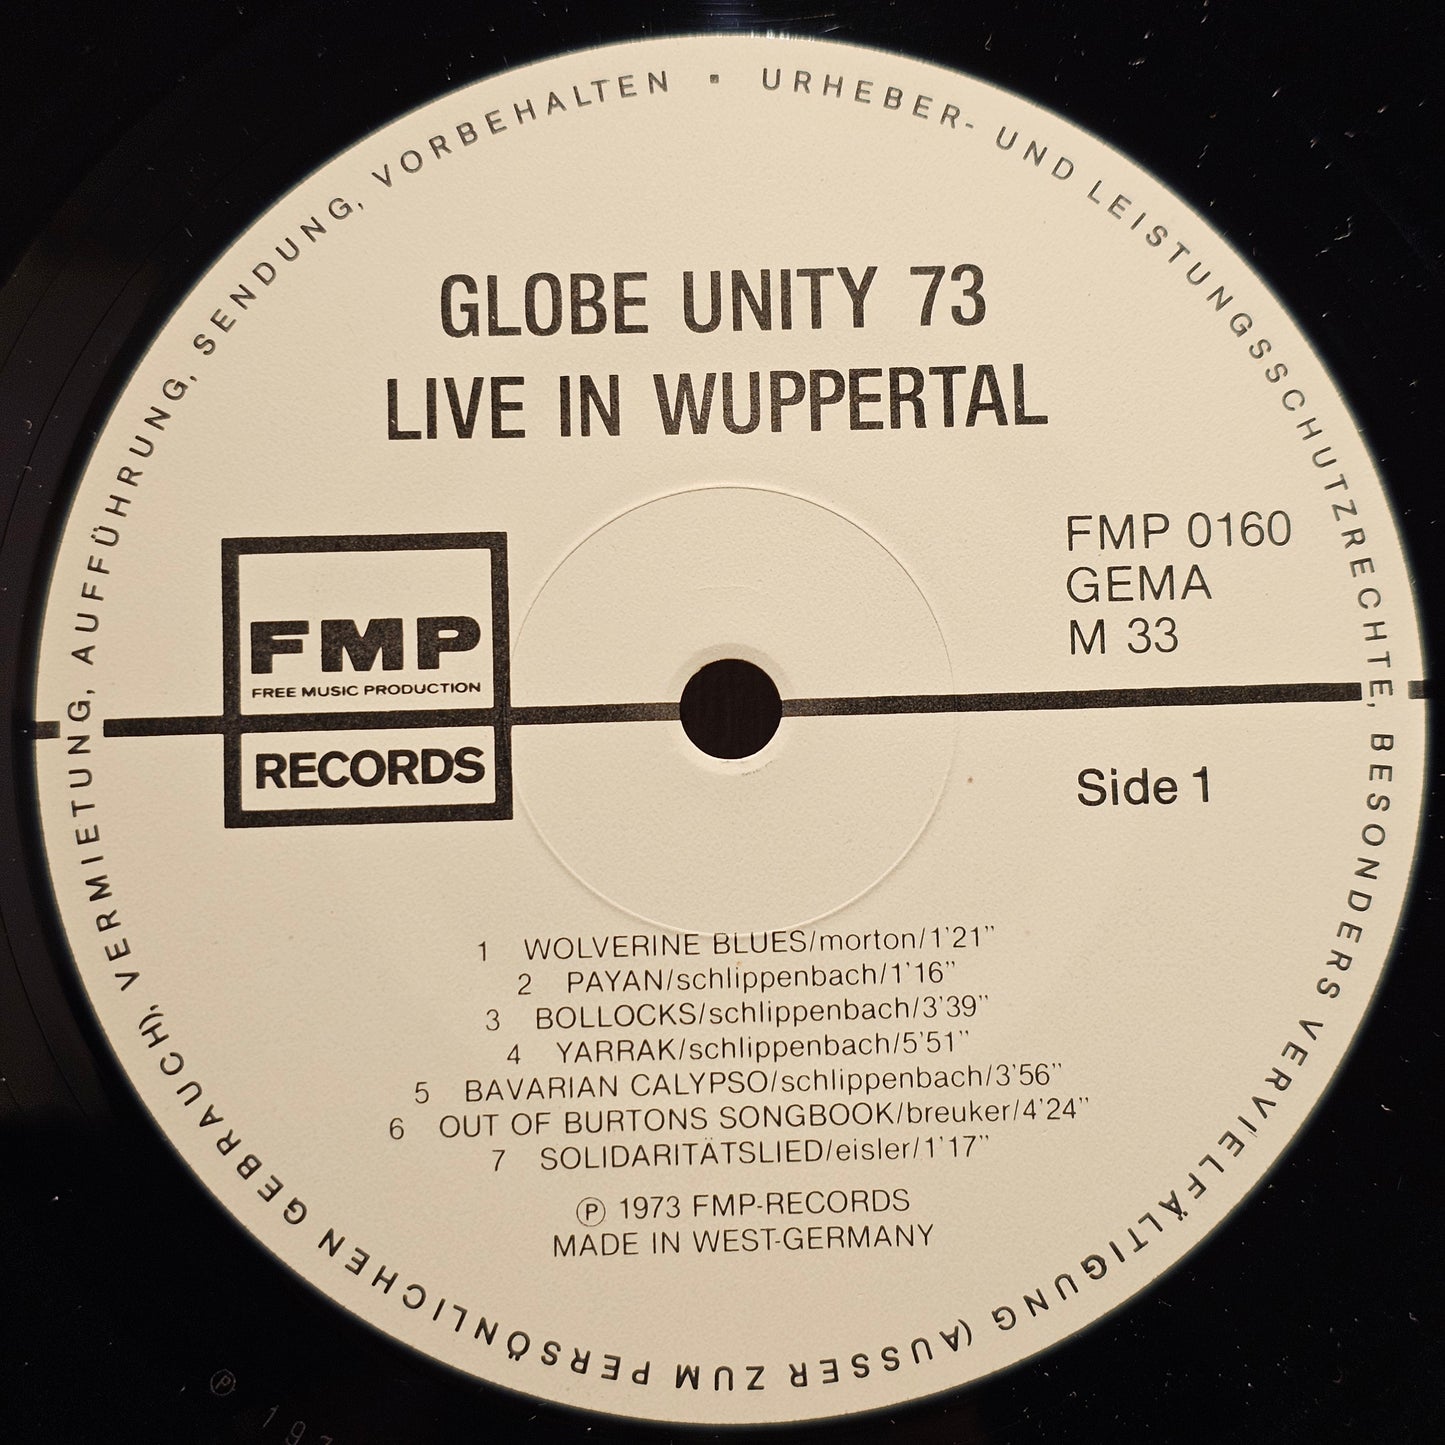 URHEBER- UND LEISTUNGSSCHUTZRECHTE, BESONDERS VERVIELFÄLTIGUNG (AUSSER ZUM PERSÖNLICHEN GEBRAUCH), VERMIETUNG, AUFFÜHRUNG, SENDUNG, VORBEHALTEN ·
GLOBE UNITY 73
LIVE IN WUPPERTAL
FMP
FREE MUSIC PRODUCTION
RECORDS
FMP 0160
GEMA
M 33
Side 1
1 WOLVERINE BLUES/morton/1'21"
2 PAYAN/schlippenbach/1'16"
3 BOLLOCKS/schlippenbach/3'39"
4 YARRAK/schlippenbach/5'51"
5 BAVARIAN CALYPSO/schlippenbach/3'56"
6 OUT OF BURTONS SONGBOOK/breuker/4'24"
7 SOLIDARITÄTSLIED/eisler/1'17"
Ⓟ 1973 FMP-RECORDS
MADE IN WEST-GERMANY